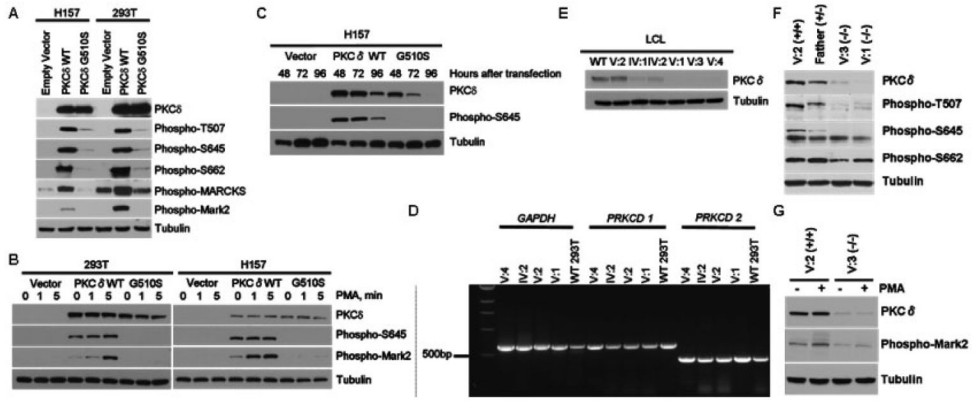 A
H157 293T
Empty Vector
PKCδ WT
PKCδ G510S
Empty Vector
PKCδ WT
PKCδ G510S
PKCδ
Phospho-T507
Phospho-S645
Phospho-S662
Phospho-MARCKS
Phospho-Mark2
Tubulin
B
293T H157
Vector PKC δ WT G510S Vector PKC δ WT G510S
0 1 5 0 1 5 0 1 5 0 1 5 0 1 5 0 1 5 PMA, min
PKCδ
Phospho-S645
Phospho-Mark2
Tubulin
C
H157
Vector PKC δ WT G510S
48 72 96 48 72 96 48 72 96 Hours after transfection
PKCδ
Phospho-S645
Tubulin
D
GAPDH PRKCD 1 PRKCD 2
V:4
IV:2
V:2
V:1
WT 293T
V:4
IV:2
V:2
V:1
WT 293T
V:4
IV:2
V:2
V:1
WT 293T
500bp
E
LCL
WT V:2 IV:1 IV:2 V:1 V:3 V:4
PKC δ
Tubulin
F
V:2 (+/+)
Father (+/-)
V:3 (-/-)
V:1 (-/-)
PKCδ
Phospho-T507
Phospho-S645
Phospho-S662
Tubulin
G
V:2 (+/+)
V:3 (-/-)
- + - + PMA
PKC δ
Phospho-Mark2
Tubulin